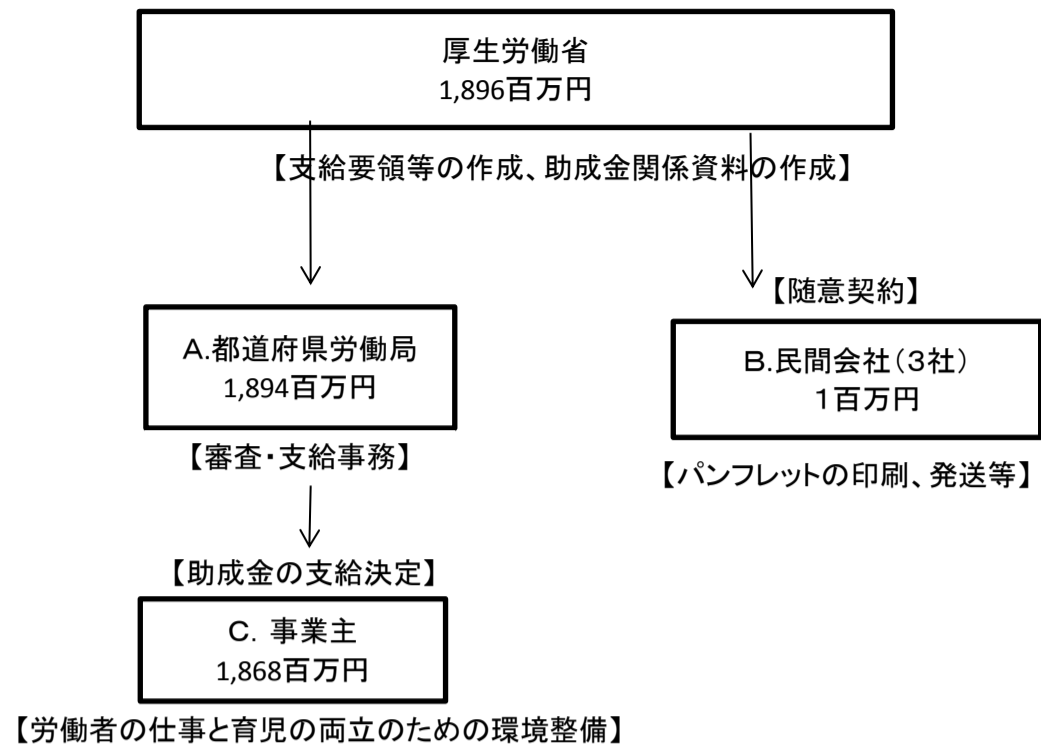 厚生労働省
1,896百万円
【支給要領等の作成、助成金関係資料の作成】
【随意契約】
A.都道府県労働局
1,894百万円
B.民間会社(3社)
1百万円
【審査・支給事務】
【パンフレットの印刷、発送等】
【助成金の支給決定】
C. 事業主
1,868百万円
【労働者の仕事と育児の両立のための環境整備】